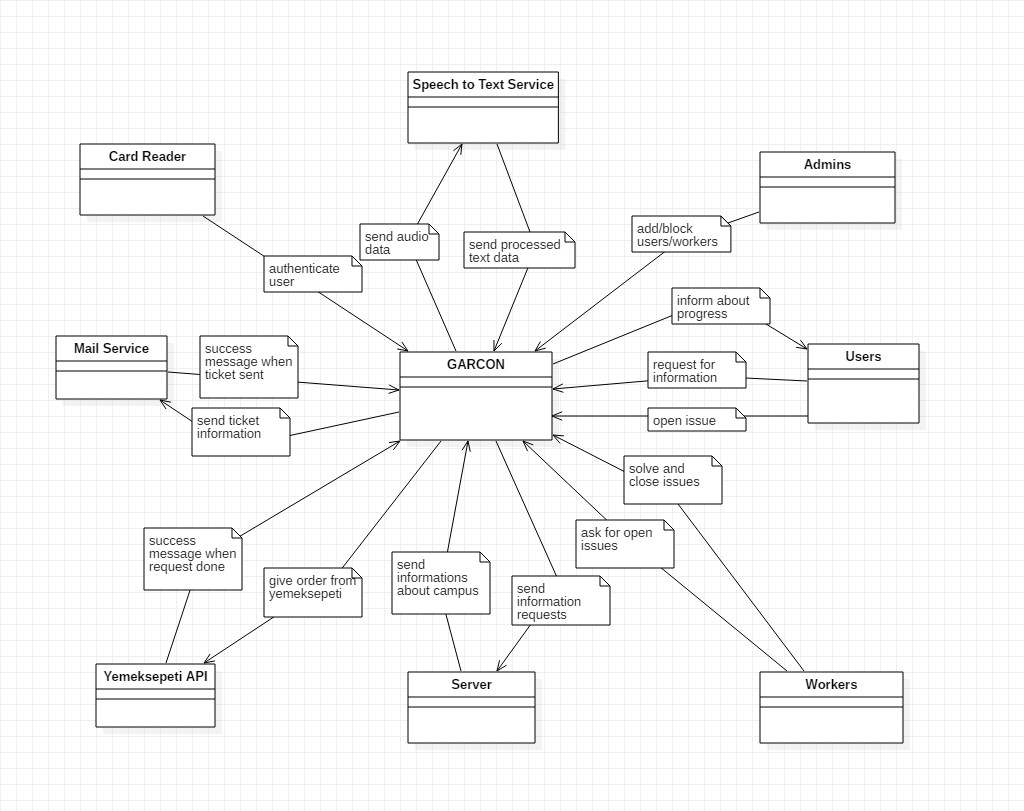 Speech to Text Service
Card Reader
Admins
send audio
data
send processed
text data
add/block
users/workers
authenticate
user
inform about
progress
Mail Service
success
message when
ticket sent
GARCON
Users
request for
information
send ticket
information
open issue
solve and
close issues
success
message when
request done
ask for open
issues
give order from
yemeksepeti
send
informations
about campus
send
information
requests
Yemeksepeti API
Server
Workers